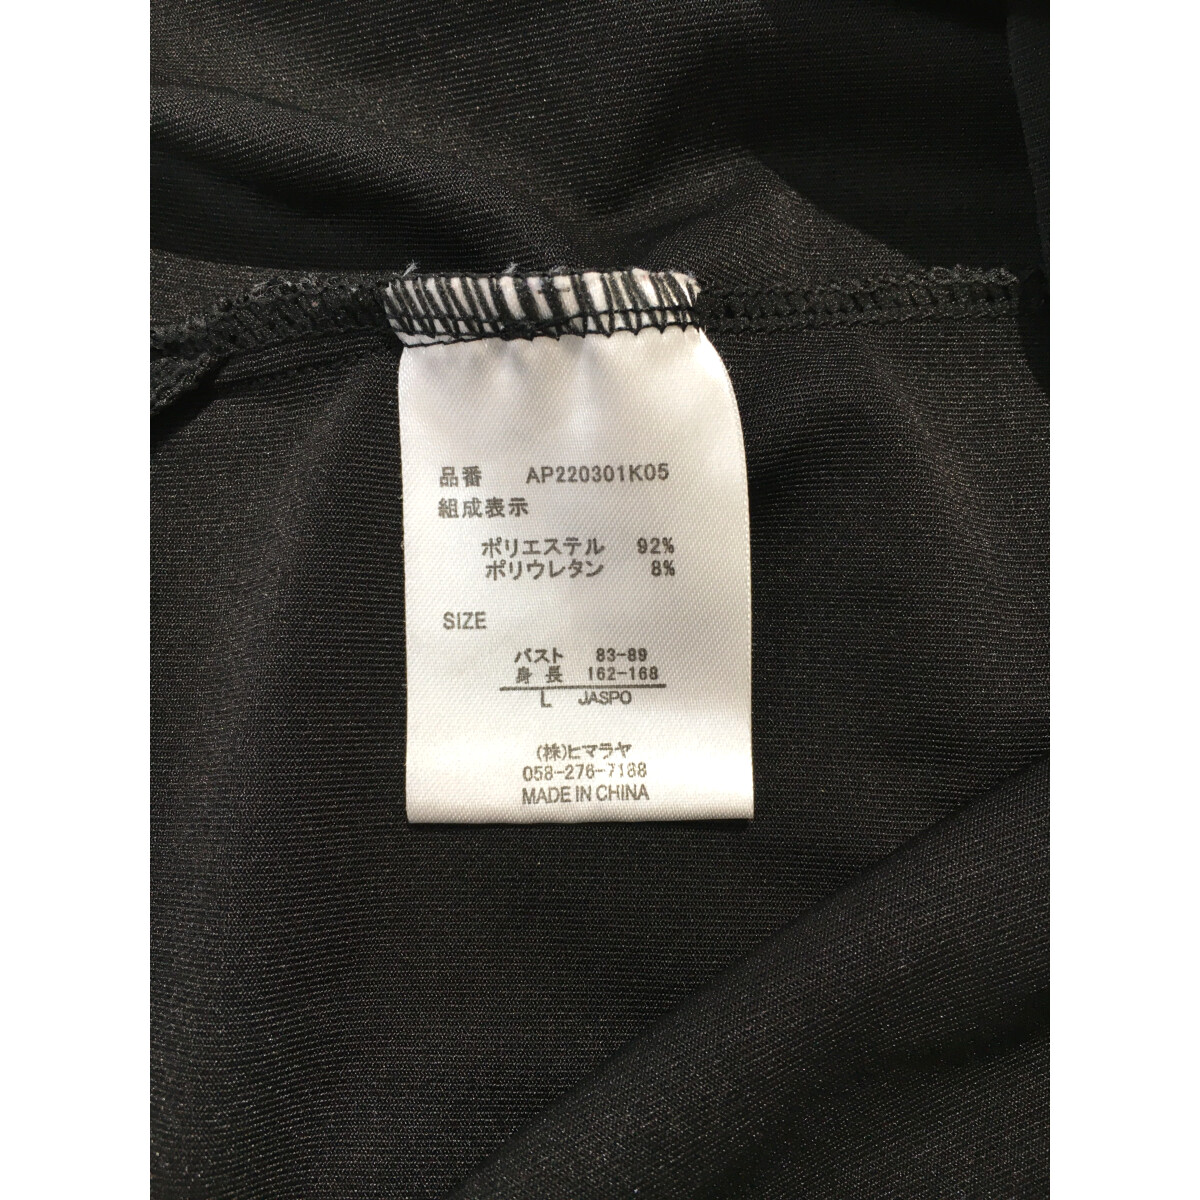 品番 AP220301K05
組成表示
ポリエステル 92%
ポリウレタン 8%
SIZE
バスト 83-89
身長 162-168
L JASPO
(株)ヒマラヤ
058-276-7188
MADE IN CHINA